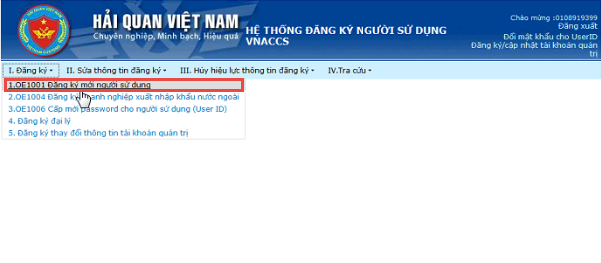 HẢI QUAN VIỆT NAM
Chuyên nghiệp, Minh bạch, Hiệu quả
HỆ THỐNG ĐĂNG KÝ NGƯỜI SỬ DỤNG
VNACCS
Chào mừng :0108919399
Đăng xuất
Đổi mật khẩu cho UserID
Đăng ký/cập nhật tài khoản quản
trị
I. Đăng ký
II. Sửa thông tin đăng ký
III. Hủy hiệu lực thông tin đăng ký
IV.Tra cứu
1.OE1001 Đăng ký mới người sử dụng
2.OE1004 Đăng ký doanh nghiệp xuất nhập khẩu nước ngoài
3.OE1006 Cấp mới password cho người sử dụng (User ID)
4. Đăng ký đại lý
5. Đăng ký thay đổi thông tin tài khoản quản trị